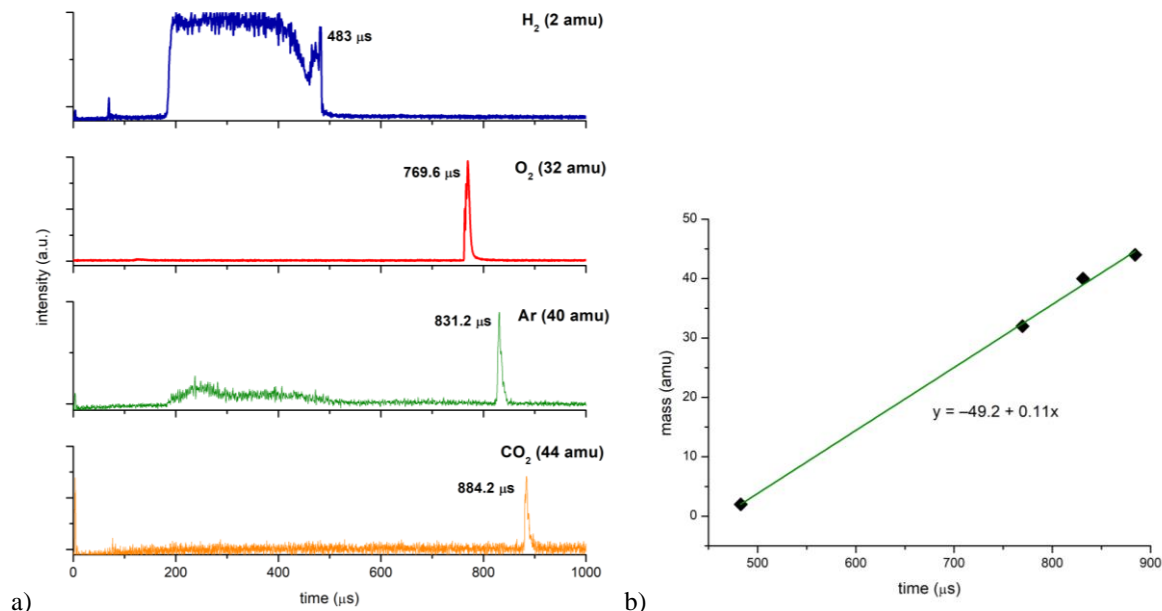 H₂ (2 amu)
483 μs
O₂ (32 amu)
769.6 μs
Ar (40 amu)
831.2 μs
CO₂ (44 amu)
884.2 μs
intensity (a.u.)
0 200 400 600 800 1000
time (μs)
a)
50
40
30
20
10
0
mass (amu)
y = –49.2 + 0.11x
500 600 700 800 900
time (μs)
b)